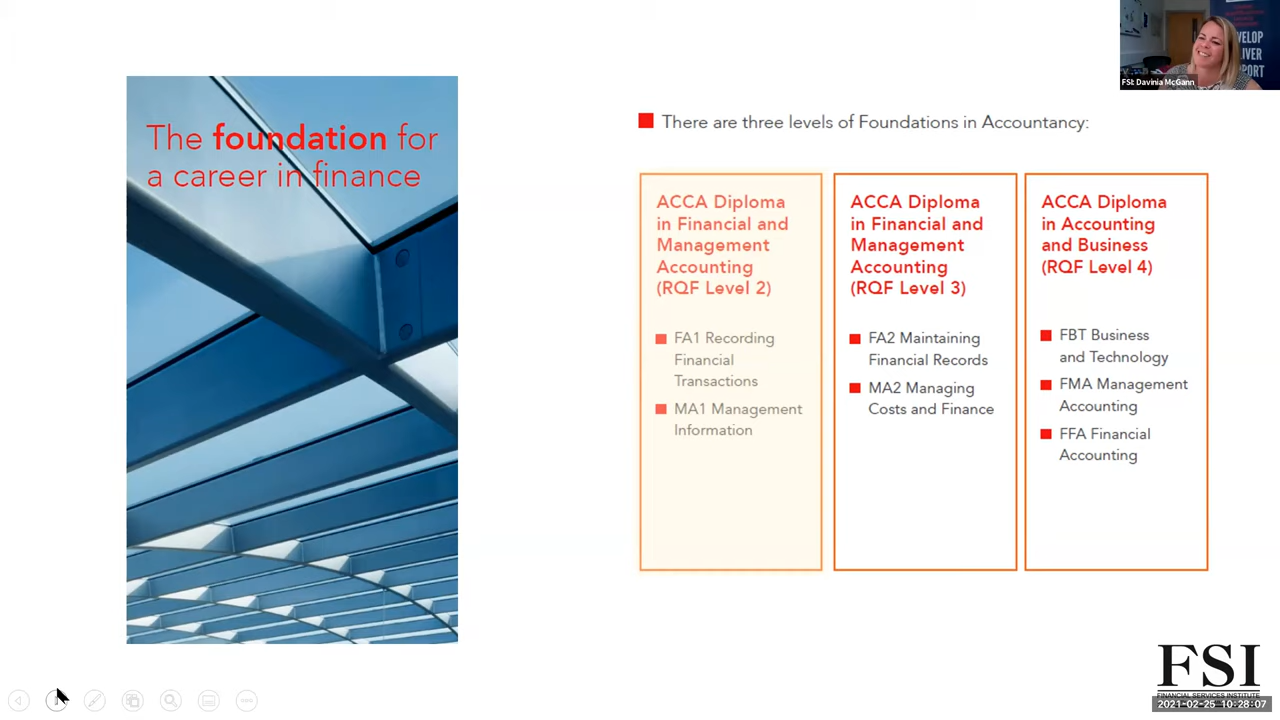 VELOP
IVER
PORT
FSI: Davinia McGann
The foundation for
a career in finance
There are three levels of Foundations in Accountancy:
ACCA Diploma
in Financial and
Management
Accounting
(RQF Level 2)
FA1 Recording
Financial
Transactions
MA1 Management
Information
ACCA Diploma
in Financial and
Management
Accounting
(RQF Level 3)
FA2 Maintaining
Financial Records
MA2 Managing
Costs and Finance
ACCA Diploma
in Accounting
and Business
(RQF Level 4)
FBT Business
and Technology
FMA Management
Accounting
FFA Financial
Accounting
FSI
FINANCIAL SERVICES INSTITUTE
2021-02-25 10:28:07